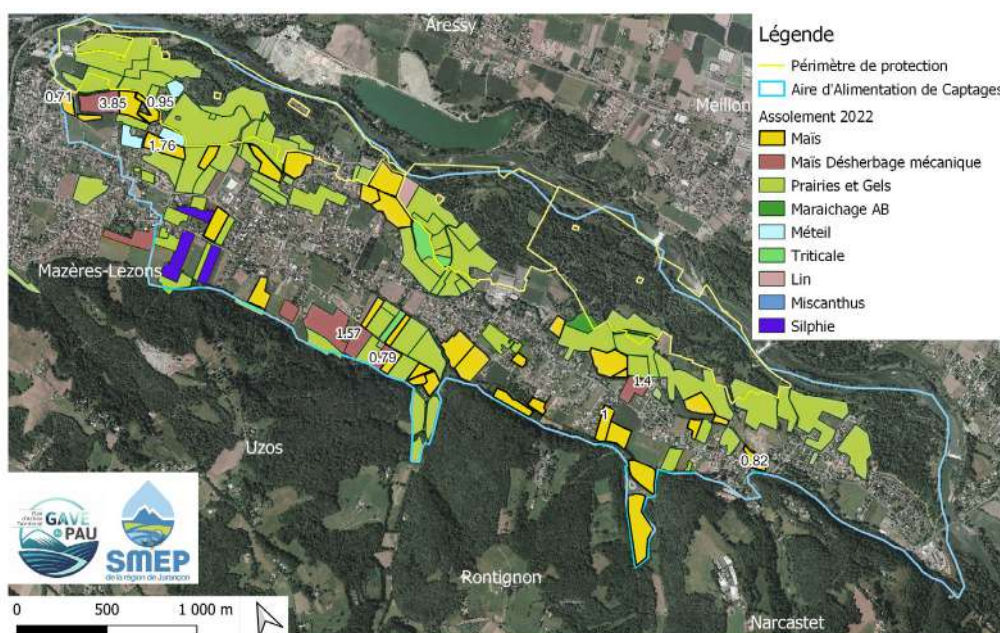 Aressy
Meillon
Mazères-Lezons
Uzos
Rontignon
Narcastet
0.71
3.85
0.95
1.76
1.57
0.79
1.4
1
0.82
Légende
Périmètre de protection
Aire d'Alimentation de Captages
Assolement 2022
Maïs
Maïs Désherbage mécanique
Prairies et Gels
Maraichage AB
Méteil
Triticale
Lin
Miscanthus
Silphie
GAVE
PAU
SMEP
de la région de Jurançon
0 500 1 000 m